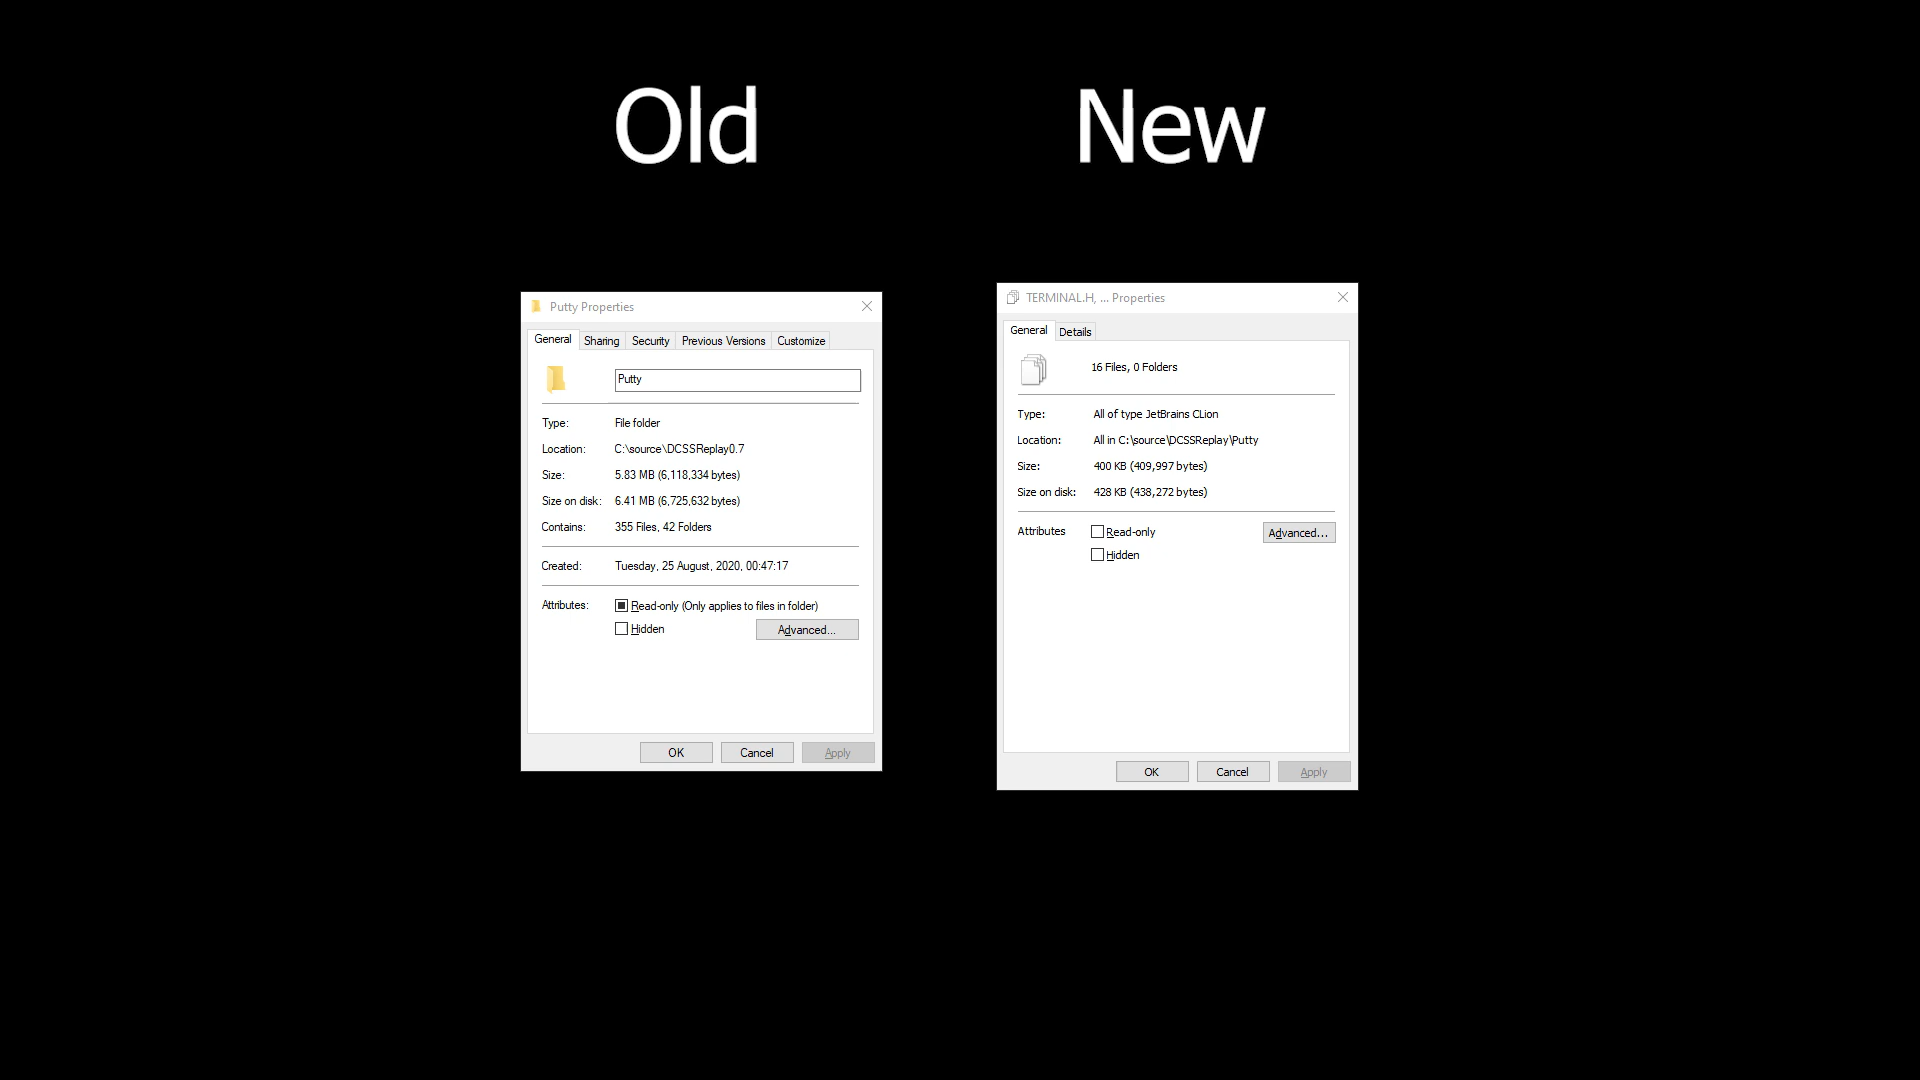 Old
New
Putty Properties
General Sharing Security Previous Versions Customize
Putty
Type: File folder
Location: C:\source\DCSSReplay0.7
Size: 5.83 MB (6,118,334 bytes)
Size on disk: 6.41 MB (6,725,632 bytes)
Contains: 355 Files, 42 Folders
Created: Tuesday, 25 August, 2020, 00:47:17
Attributes: Read-only (Only applies to files in folder)
Hidden Advanced...
OK Cancel Apply
TERMINAL.H, ... Properties
General Details
16 Files, 0 Folders
Type: All of type JetBrains CLion
Location: All in C:\source\DCSSReplay\Putty
Size: 400 KB (409,997 bytes)
Size on disk: 428 KB (438,272 bytes)
Attributes Read-only Advanced...
Hidden
OK Cancel Apply